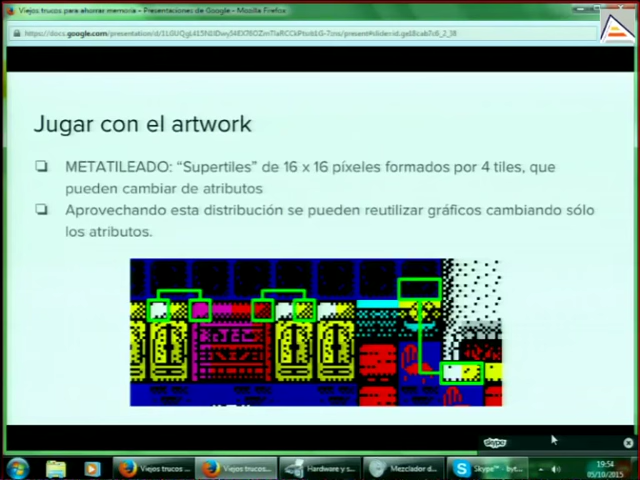 Viejos trucos para ahorrar memoria - Presentaciones de Google - Mozilla Firefox
Jugar con el artwork
METATILEADO: “Supertiles” de 16 x 16 píxeles formados por 4 tiles, que
pueden cambiar de atributos
Aprovechando esta distribución se pueden reutilizar gráficos cambiando sólo
los atributos.
skype
Viejos trucos ...
Viejos trucos...
Hardware y s...
Mezclador d...
Skype™ - byt...
19:54
05/10/2015